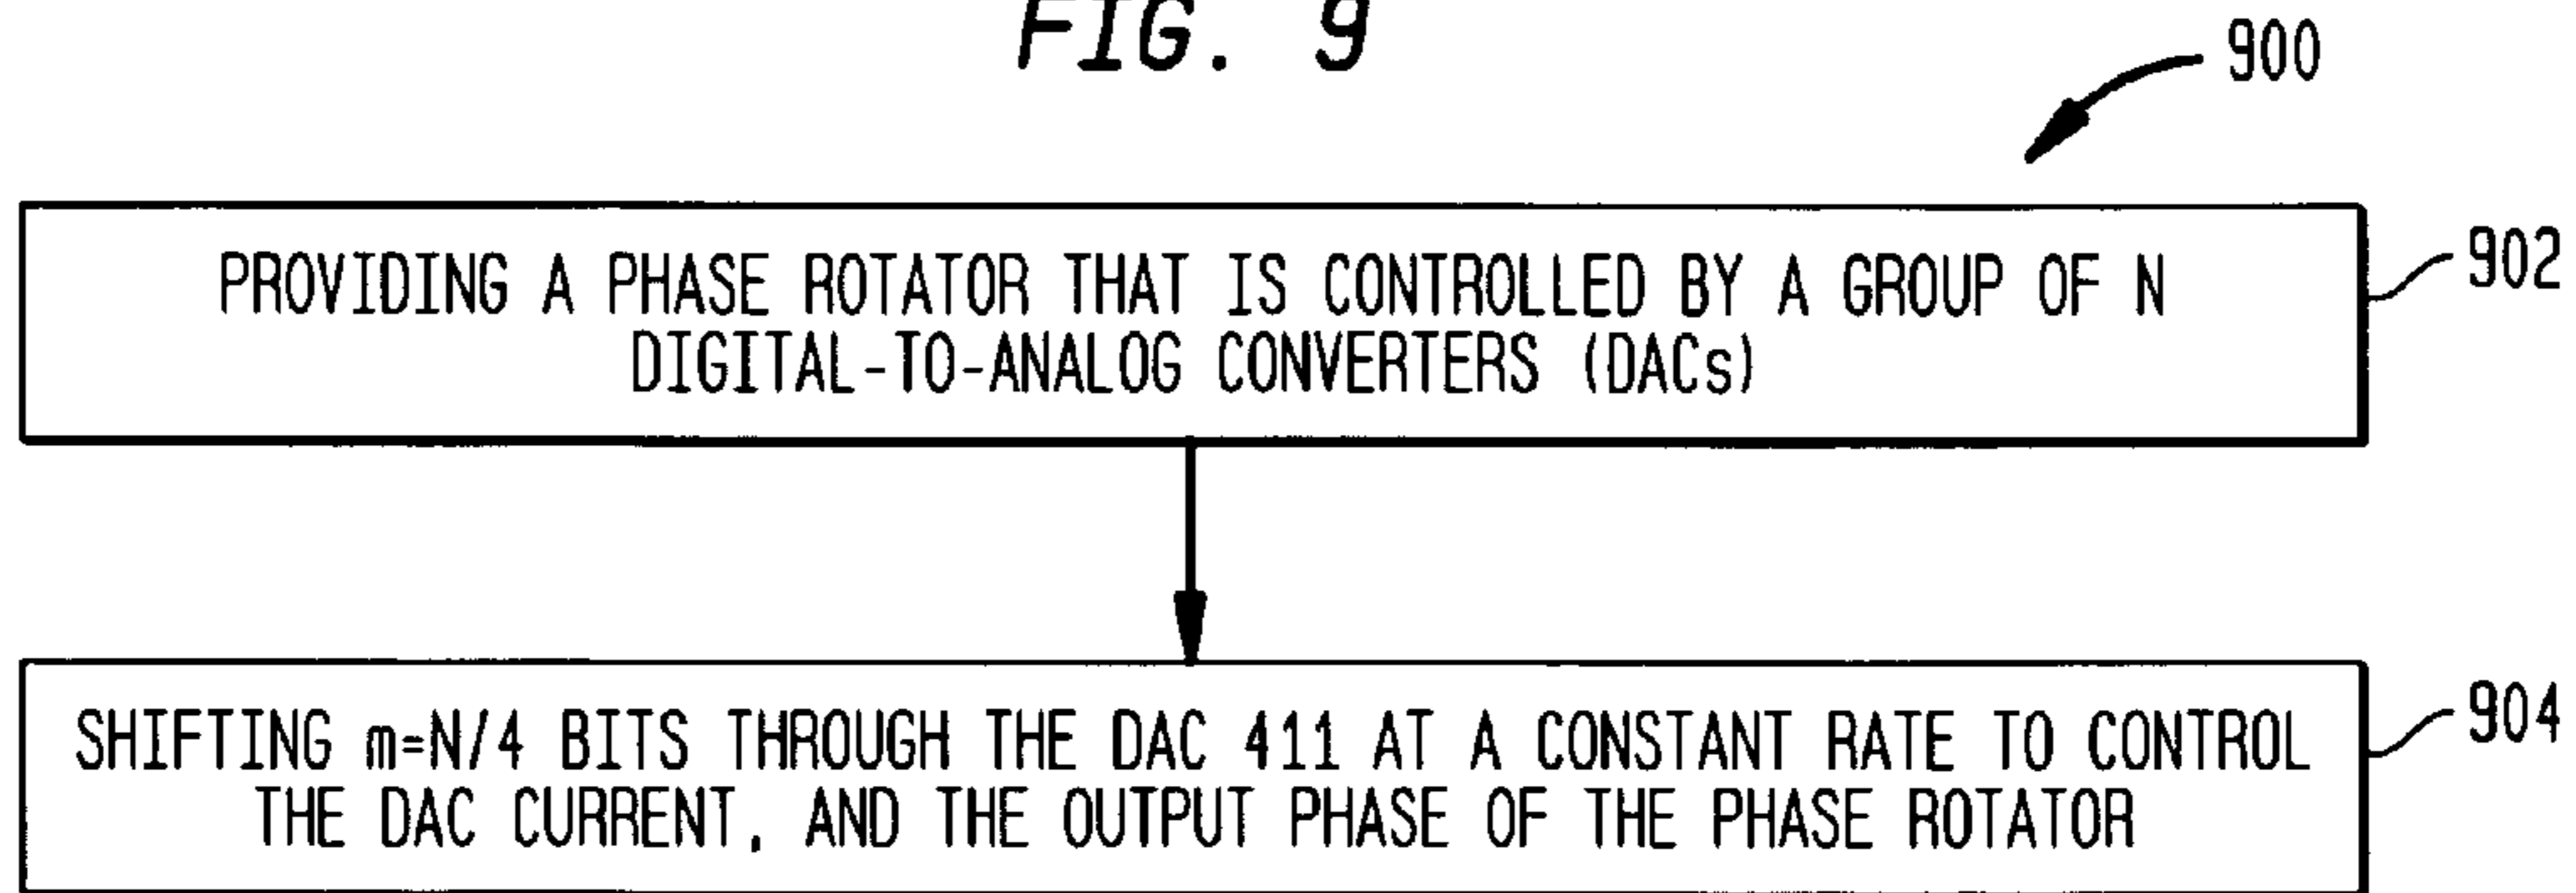 FIG. 9
900
PROVIDING A PHASE ROTATOR THAT IS CONTROLLED BY A GROUP OF N
DIGITAL-TO-ANALOG CONVERTERS (DACs)
902
SHIFTING m=N/4 BITS THROUGH THE DAC 411 AT A CONSTANT RATE TO CONTROL
THE DAC CURRENT, AND THE OUTPUT PHASE OF THE PHASE ROTATOR
904